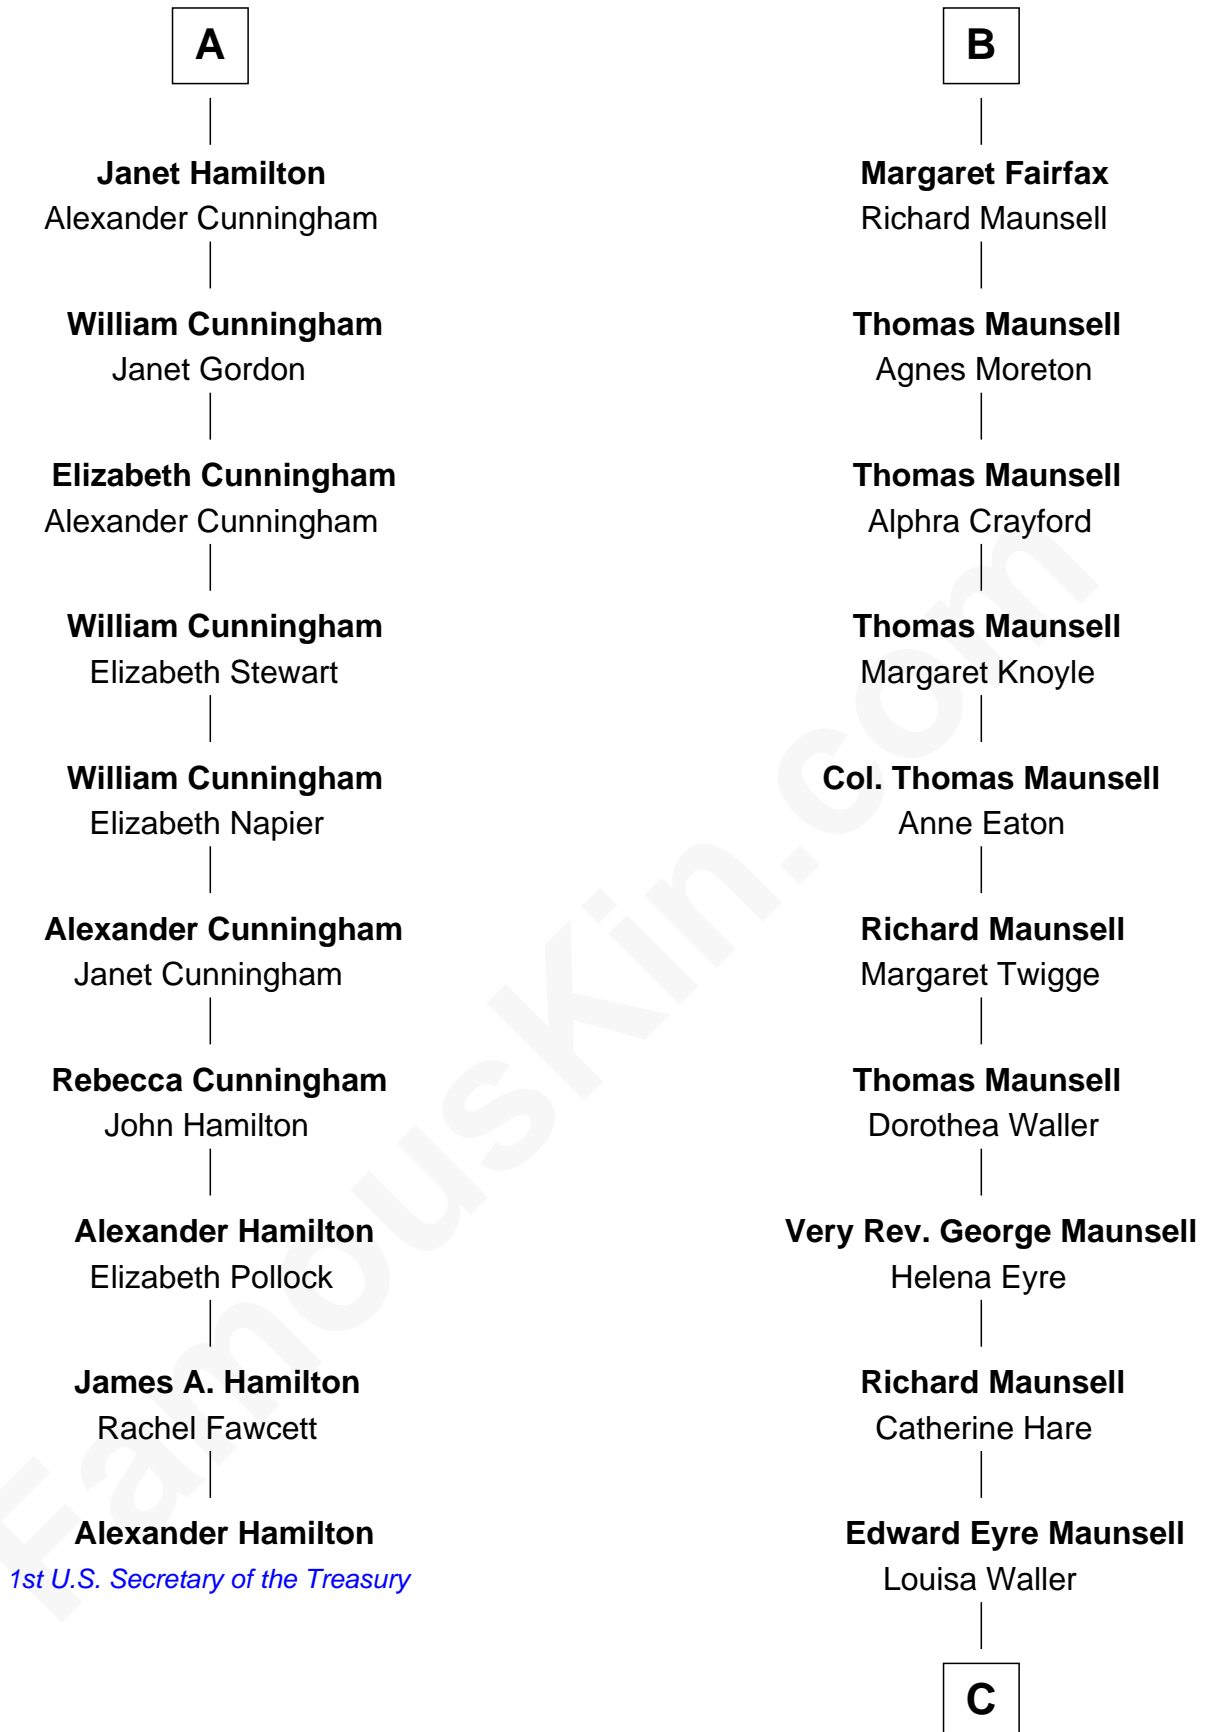 A
Janet Hamilton
Alexander Cunningham
William Cunningham
Janet Gordon
Elizabeth Cunningham
Alexander Cunningham
William Cunningham
Elizabeth Stewart
William Cunningham
Elizabeth Napier
Alexander Cunningham
Janet Cunningham
Rebecca Cunningham
John Hamilton
Alexander Hamilton
Elizabeth Pollock
James A. Hamilton
Rachel Fawcett
Alexander Hamilton
1st U.S. Secretary of the Treasury
B
Margaret Fairfax
Richard Maunsell
Thomas Maunsell
Agnes Moreton
Thomas Maunsell
Alphra Crayford
Thomas Maunsell
Margaret Knoyle
Col. Thomas Maunsell
Anne Eaton
Richard Maunsell
Margaret Twigge
Thomas Maunsell
Dorothea Waller
Very Rev. George Maunsell
Helena Eyre
Richard Maunsell
Catherine Hare
Edward Eyre Maunsell
Louisa Waller
C
FamousKin.com